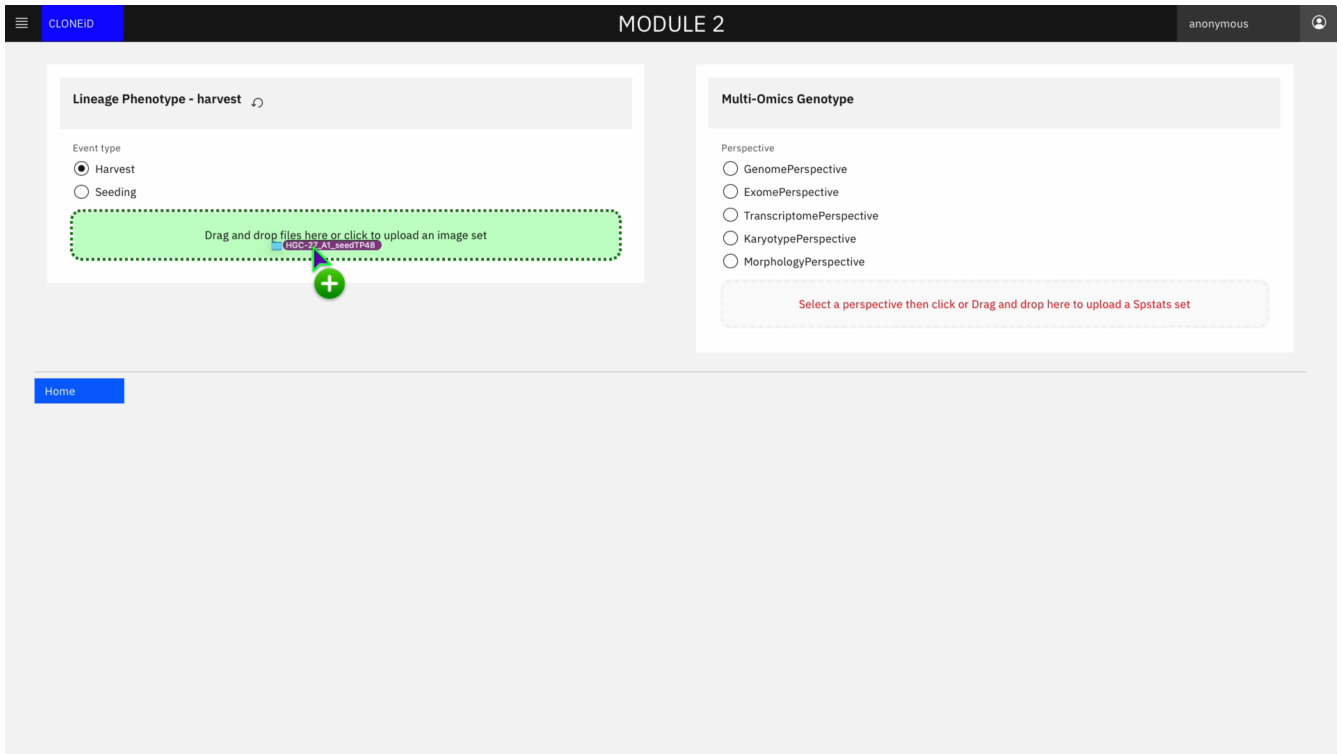 CLONEiD
MODULE 2
anonymous
Lineage Phenotype - harvest
Event type
Harvest
Seeding
Drag and drop files here or click to upload an image set
HGC-27_A1_seedTP48
Multi-Omics Genotype
Perspective
GenomePerspective
ExomePerspective
TranscriptomePerspective
KaryotypePerspective
MorphologyPerspective
Select a perspective then click or Drag and drop here to upload a Spstats set
Home